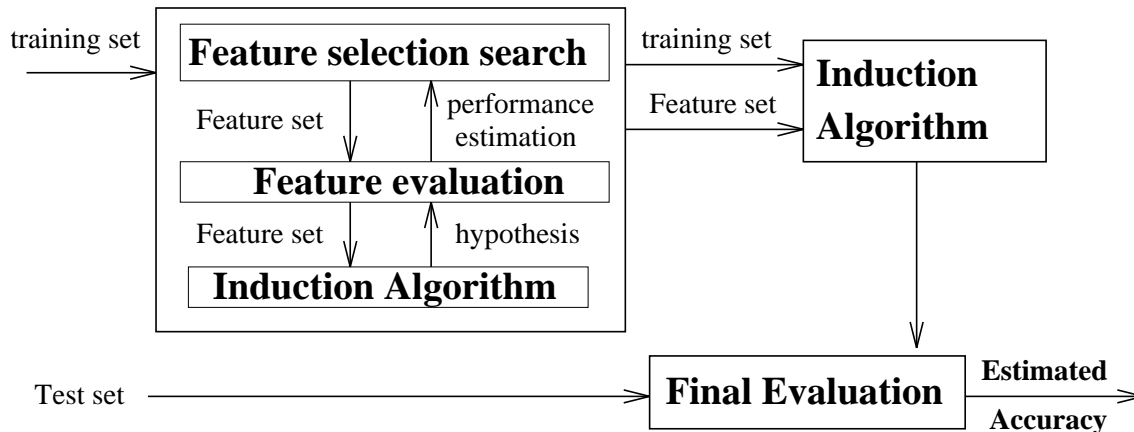 training set
Feature selection search
training set
Feature set
performance
estimation
Feature set
Induction
Algorithm
Feature evaluation
Feature set
hypothesis
Induction Algorithm
Test set
Final Evaluation
Estimated
Accuracy